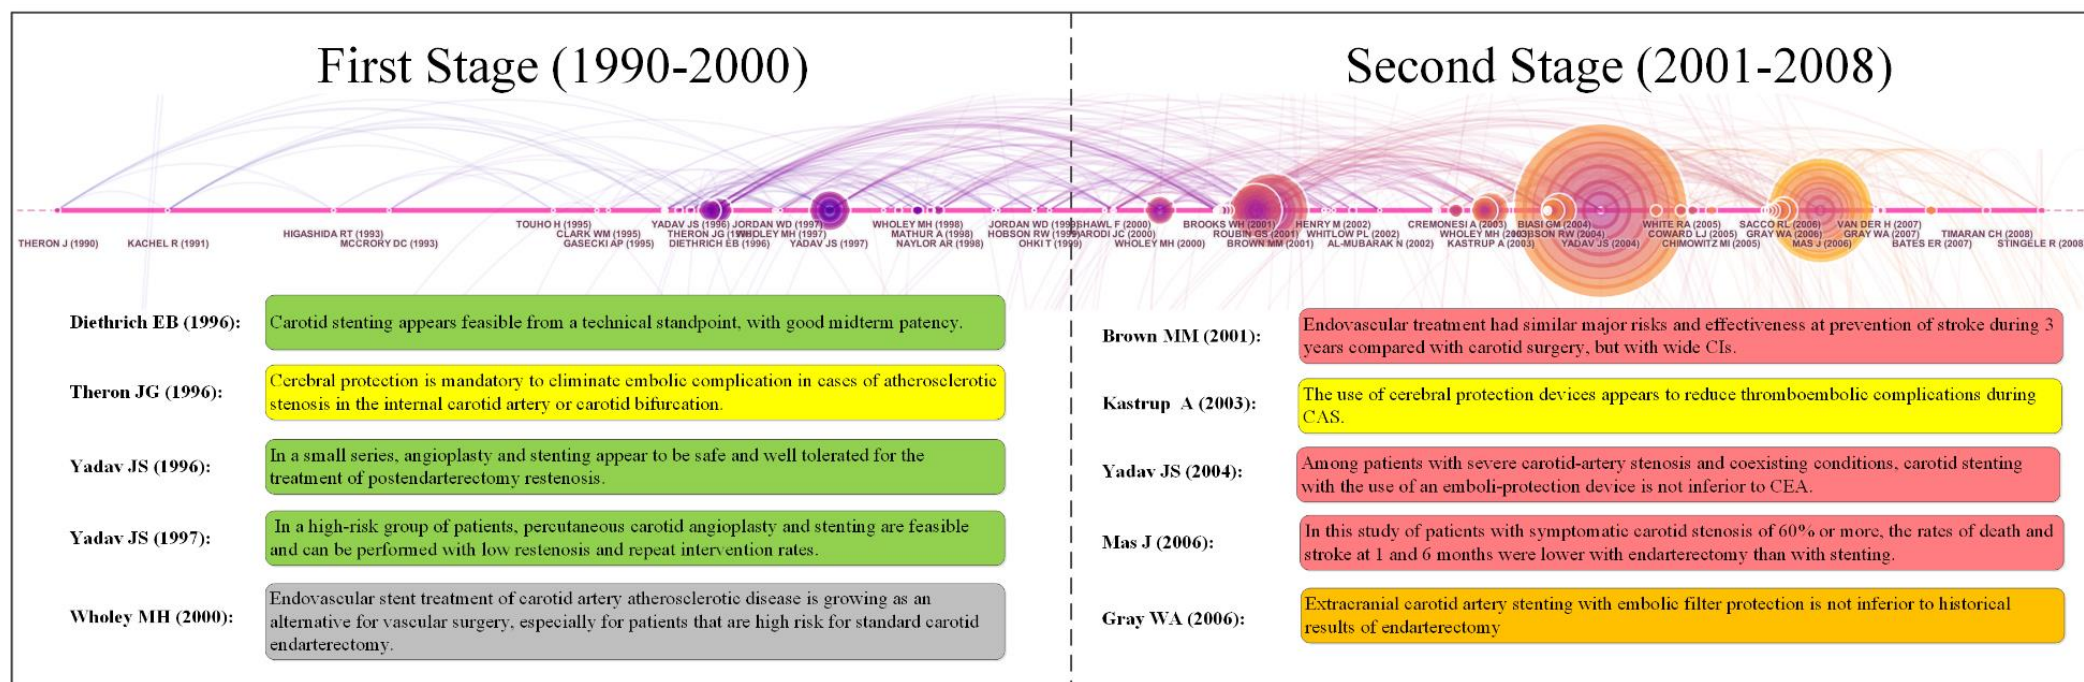 First Stage (1990-2000)
Second Stage (2001-2008)
THERON J (1990)
KACHEL R (1991)
HIGASHIDA RT (1993)
MCCRORY DC (1993)
TOUHO H (1995)
CLARK WM (1995)
GASECKI AP (1995)
YADAV JS (1996)
THERON JG (1996)
DIETHRICH EB (1996)
JORDAN WD (1997)
WHOLEY MH (1997)
YADAV JS (1997)
WHOLEY MH (1998)
MATHUR A (1998)
NAYLOR AR (1998)
JORDAN WD (1999)
HOBSON RW (1999)
OHKI T (1999)
SHAWL F (2000)
PARODI JC (2000)
WHOLEY MH (2000)
BROOKS WH (2001)
ROUBIN GS (2001)
BROWN MM (2001)
HENRY M (2002)
WHITLOW PL (2002)
AL-MUBARAK N (2002)
CREMONESI A (2003)
WHOLEY MH (2003)
KASTRUP A (2003)
BIASI GM (2004)
HOBSON RW (2004)
YADAV JS (2004)
WHITE RA (2005)
COWARD LJ (2005)
CHIMOWITZ MI (2005)
SACCO RL (2006)
GRAY WA (2006)
MAS J (2006)
VAN DER H (2007)
GRAY WA (2007)
BATES ER (2007)
TIMARAN CH (2008)
STINGELE R (2008
Diethrich EB (1996):
Carotid stenting appears feasible from a technical standpoint, with good midterm patency.
Theron JG (1996):
Cerebral protection is mandatory to eliminate embolic complication in cases of atherosclerotic
stenosis in the internal carotid artery or carotid bifurcation.
Yadav JS (1996):
In a small series, angioplasty and stenting appear to be safe and well tolerated for the
treatment of postendarterectomy restenosis.
Yadav JS (1997):
In a high-risk group of patients, percutaneous carotid angioplasty and stenting are feasible
and can be performed with low restenosis and repeat intervention rates.
Wholey MH (2000):
Endovascular stent treatment of carotid artery atherosclerotic disease is growing as an
alternative for vascular surgery, especially for patients that are high risk for standard carotid
endarterectomy.
Brown MM (2001):
Endovascular treatment had similar major risks and effectiveness at prevention of stroke during 3
years compared with carotid surgery, but with wide CIs.
Kastrup A (2003):
The use of cerebral protection devices appears to reduce thromboembolic complications during
CAS.
Yadav JS (2004):
Among patients with severe carotid-artery stenosis and coexisting conditions, carotid stenting
with the use of an emboli-protection device is not inferior to CEA.
Mas J (2006):
In this study of patients with symptomatic carotid stenosis of 60% or more, the rates of death and
stroke at 1 and 6 months were lower with endarterectomy than with stenting.
Gray WA (2006):
Extracranial carotid artery stenting with embolic filter protection is not inferior to historical
results of endarterectomy